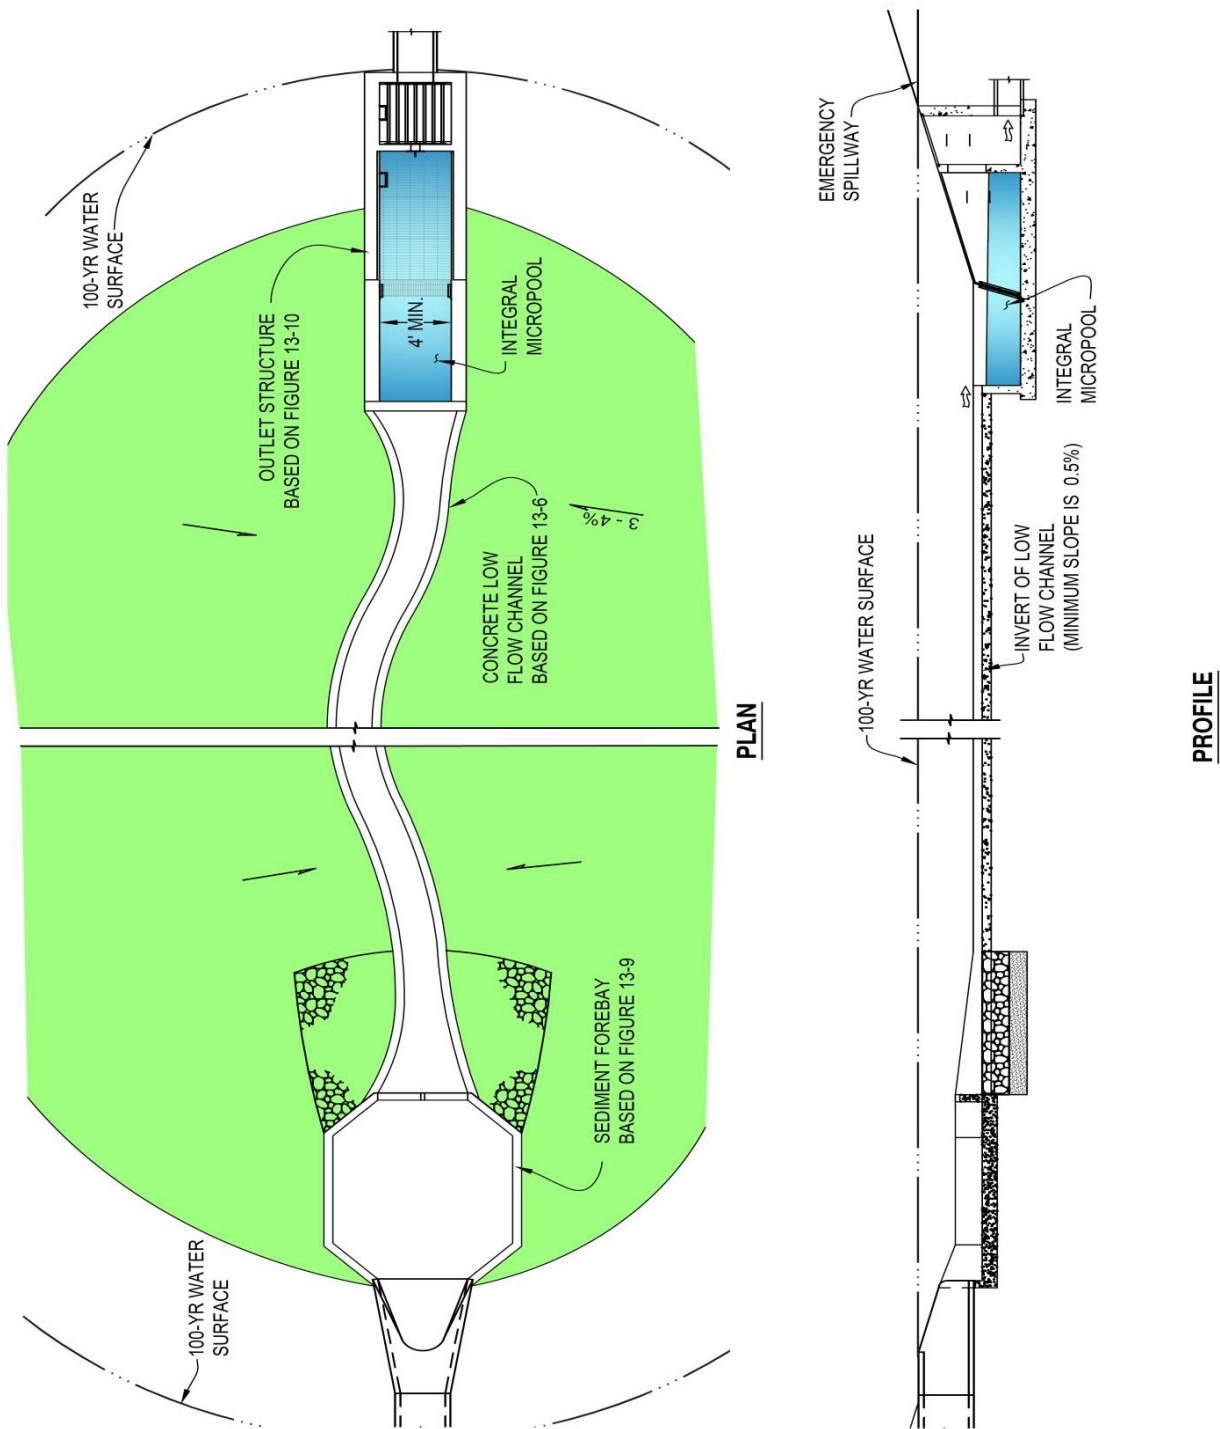 100-YR WATER
SURFACE
SEDIMENT FOREBAY
BASED ON FIGURE 13-9
CONCRETE LOW
FLOW CHANNEL
BASED ON FIGURE 13-6
3 - 4%
OUTLET STRUCTURE
BASED ON FIGURE 13-10
4' MIN.
INTEGRAL
MICROPOOL
100-YR WATER
SURFACE
PLAN
100-YR WATER SURFACE
INVERT OF LOW
FLOW CHANNEL
(MINIMUM SLOPE IS 0.5%)
EMERGENCY
SPILLWAY
INTEGRAL
MICROPOOL
PROFILE